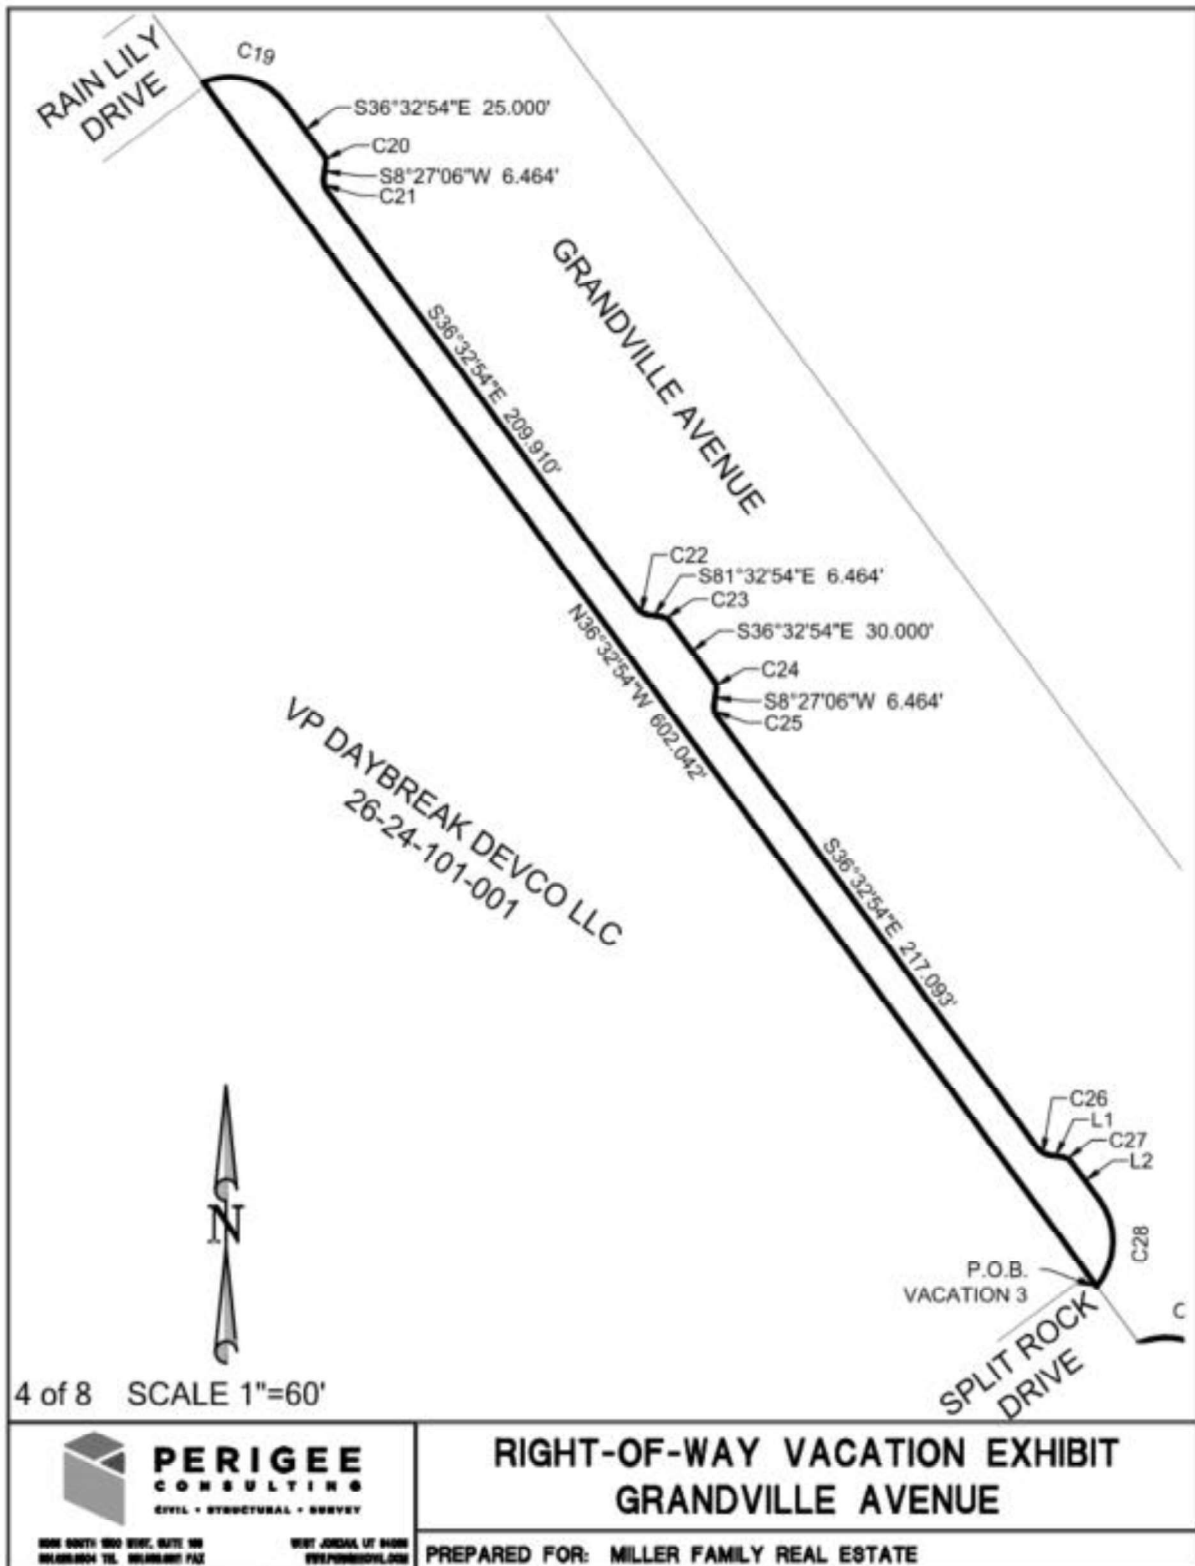 RAIN LILY
DRIVE
C19
S36°32'54"E 25.000'
C20
S8°27'06"W 6.464'
C21
GRANDVILLE AVENUE
S36°32'54"E 209.910'
C22
S81°32'54"E 6.464'
C23
S36°32'54"E 30.000'
C24
S8°27'06"W 6.464'
C25
N36°32'54"W 602.042'
VP DAYBREAK DEVCO LLC
26-24-101-001
S36°32'54"E 217.093'
C26
L1
C27
L2
C28
P.O.B.
VACATION 3
C
SPLIT ROCK
DRIVE
N
4 of 8 SCALE 1"=60'
PERIGEE
CONSULTING
CIVIL • STRUCTURAL • SURVEY
WEST JORDAN, UT
RIGHT-OF-WAY VACATION EXHIBIT
GRANDVILLE AVENUE
PREPARED FOR: MILLER FAMILY REAL ESTATE